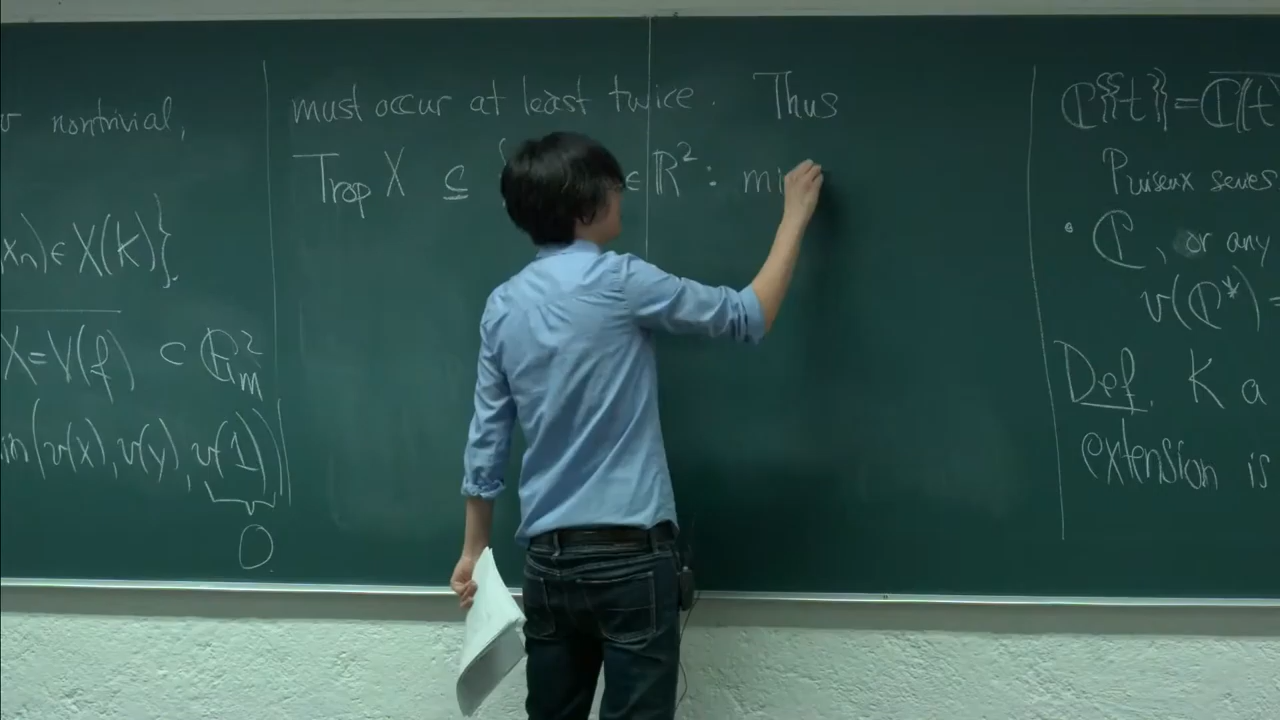 v nontrivial,
xₙ) ∈ X(K)}.
X = V(f) ⊂ 𝔾ₘ²
in(v(x), v(y), v(1))
0
must occur at least twice. Thus
Trop X ⊆ { ∈ ℝ² : mi
ℂ{{t}} = ℂ((t)
Puiseux series
• ℂ, or any
v(ℂ*) =
Def. K a
extension is